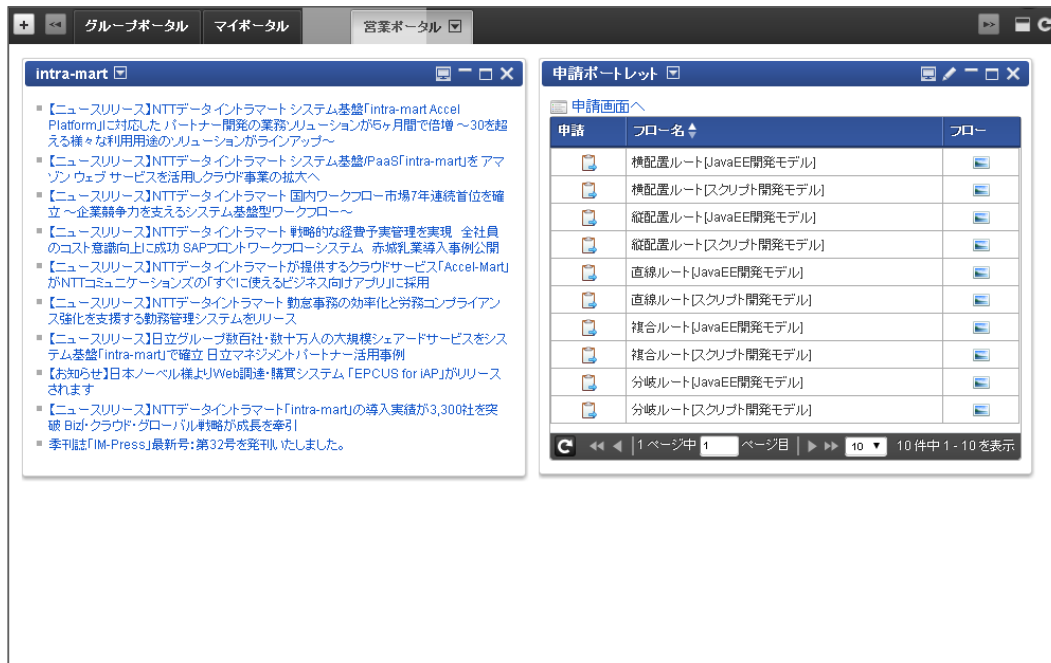 グループポータル マイポータル 営業ポータル
intra-mart
【ニュースリリース】NTTデータイントラマート システム基盤「intra-mart Accel
Platform」に対応した パートナー開発の業務ソリューションが5ヶ月間で倍増 ～30を超
える様々な利用用途のソリューションがラインアップ～
【ニュースリリース】NTTデータイントラマート システム基盤/PaaS「intra-mart」を アマ
ゾン ウェブ サービスを活用しクラウド事業の拡大へ
【ニュースリリース】NTTデータイントラマート 国内ワークフロー市場7年連続首位を確
立 ～企業競争力を支えるシステム基盤型ワークフロー～
【ニュースリリース】NTTデータ イントラマート 戦略的な経費予実管理を実現 全社員
のコスト意識向上に成功 SAPフロントワークフローシステム 赤城乳業導入事例公開
【ニュースリリース】NTTデータ イントラマートが提供するクラウドサービス「Accel-Mart」
がNTTコミュニケーションズの「すぐに使えるビジネス向けアプリ」に採用
【ニュースリリース】NTTデータ イントラマート 勤怠事務の効率化と労務コンプライアン
ス強化を支援する勤務管理システムをリリース
【ニュースリリース】日立グループ数百社・数十万人の大規模シェアードサービスをシス
テム基盤「intra-mart」で確立 日立マネジメントパートナー活用事例
【お知らせ】日本ノーベル様よりWeb調達・購買システム 「EPCUS for iAP」がリリース
されます
【ニュースリリース】NTTデータイントラマート「intra-mart」の導入実績が3,300社を突
破 Biz∫・クラウド・グローバル戦略が成長を牽引
季刊誌「IM-Press」最新号：第32号を発刊いたしました。
申請ポートレット
申請画面へ
申請 フロー名 フロー
横配置ルート[JavaEE開発モデル]
横配置ルート[スクリプト開発モデル]
縦配置ルート[JavaEE開発モデル]
縦配置ルート[スクリプト開発モデル]
直線ルート[JavaEE開発モデル]
直線ルート[スクリプト開発モデル]
複合ルート[JavaEE開発モデル]
複合ルート[スクリプト開発モデル]
分岐ルート[JavaEE開発モデル]
分岐ルート[スクリプト開発モデル]
1 ページ中 1 ページ目 10 10 件中 1 - 10 を表示